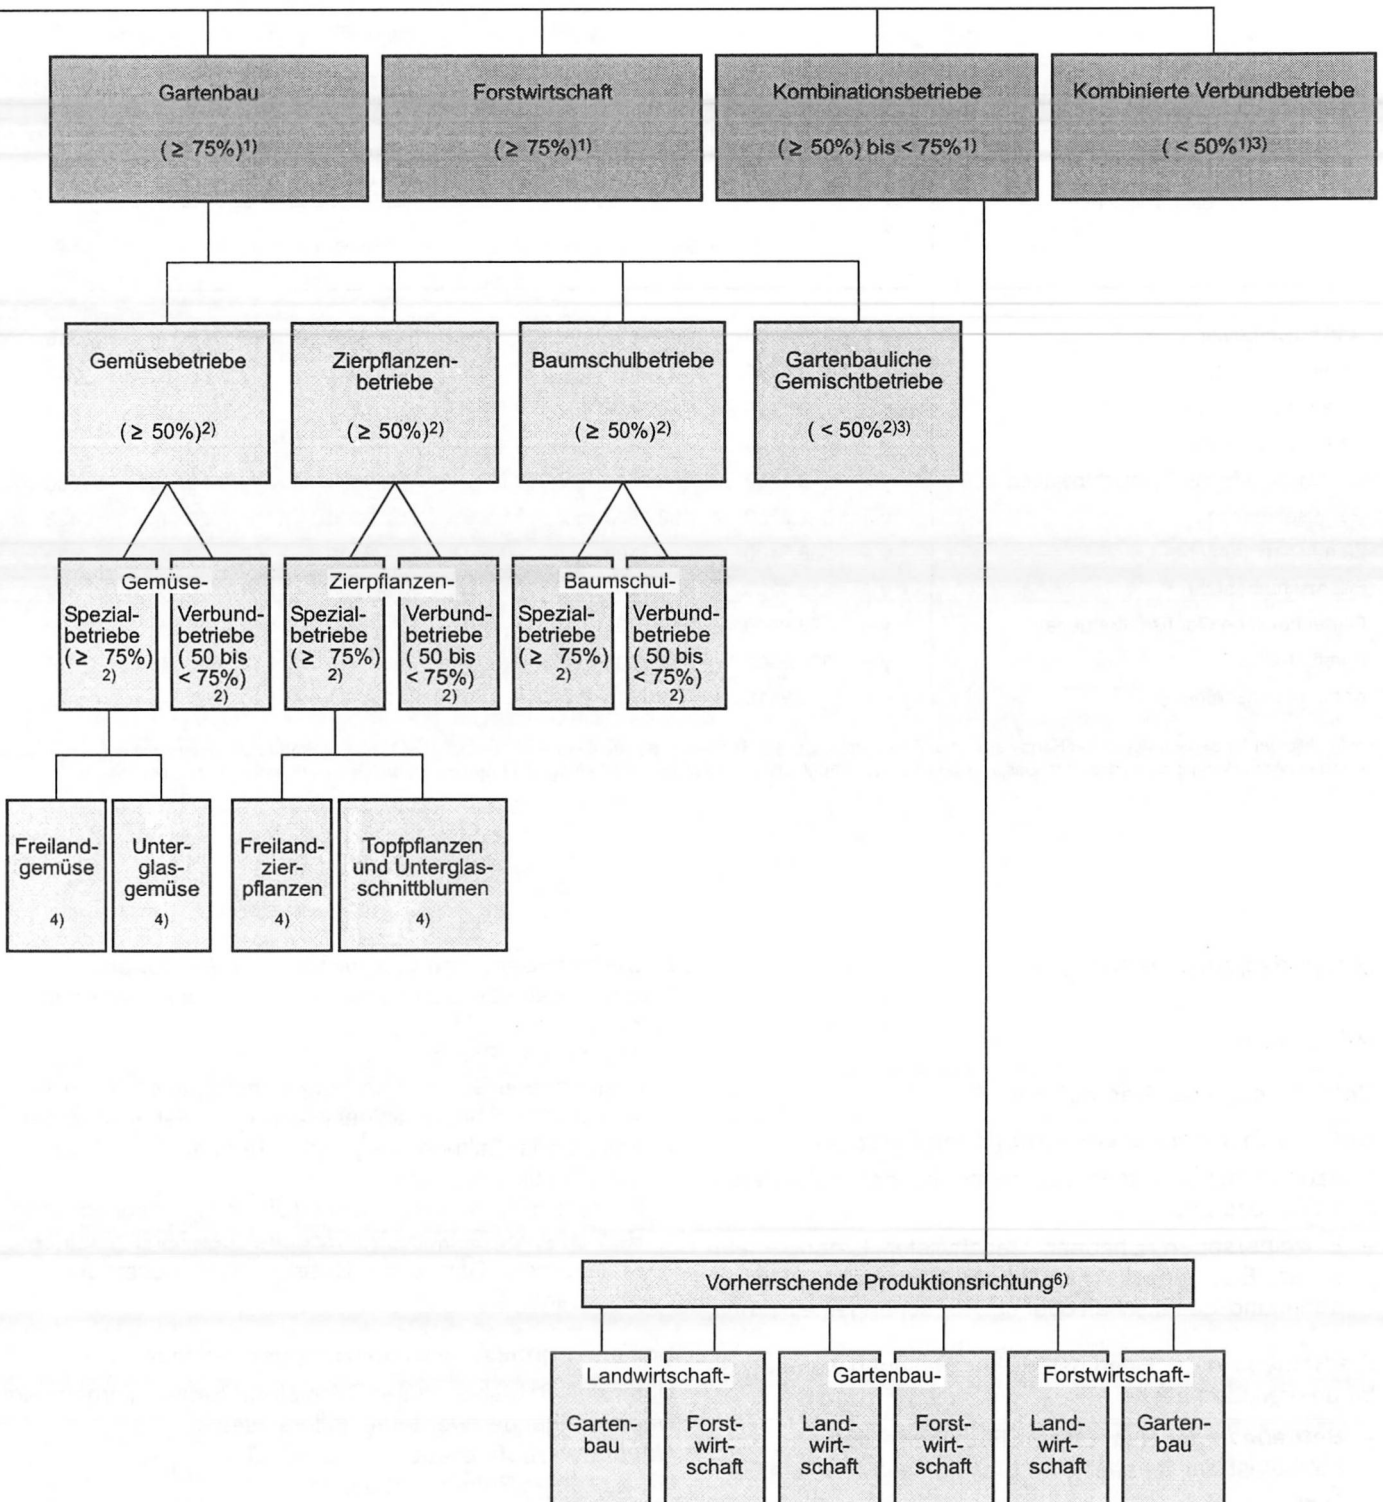 Gartenbau
( ≥ 75%)1)
Forstwirtschaft
( ≥ 75%)1)
Kombinationsbetriebe
( ≥ 50%) bis < 75%1)
Kombinierte Verbundbetriebe
( < 50%1)3)
Gemüsebetriebe
( ≥ 50%)2)
Zierpflanzen-
betriebe
( ≥ 50%)2)
Baumschulbetriebe
( ≥ 50%)2)
Gartenbauliche
Gemischtbetriebe
( < 50%2)3)
Gemüse-
Spezial-
betriebe
( ≥ 75%)
2)
Verbund-
betriebe
( 50 bis
< 75%)
2)
Zierpflanzen-
Spezial-
betriebe
( ≥ 75%)
2)
Verbund-
betriebe
( 50 bis
< 75%)
2)
Baumschul-
Spezial-
betriebe
( ≥ 75%)
2)
Verbund-
betriebe
( 50 bis
< 75%)
2)
Freiland-
gemüse
4)
Unter-
glas-
gemüse
4)
Freiland-
zier-
pflanzen
4)
Topfpflanzen
und Unterglas-
schnittblumen
4)
Vorherrschende Produktionsrichtung6)
Landwirtschaft-
Garten-
bau
Forst-
wirt-
schaft
Gartenbau-
Land-
wirt-
schaft
Forst-
wirt-
schaft
Forstwirtschaft-
Land-
wirt-
schaft
Garten-
bau